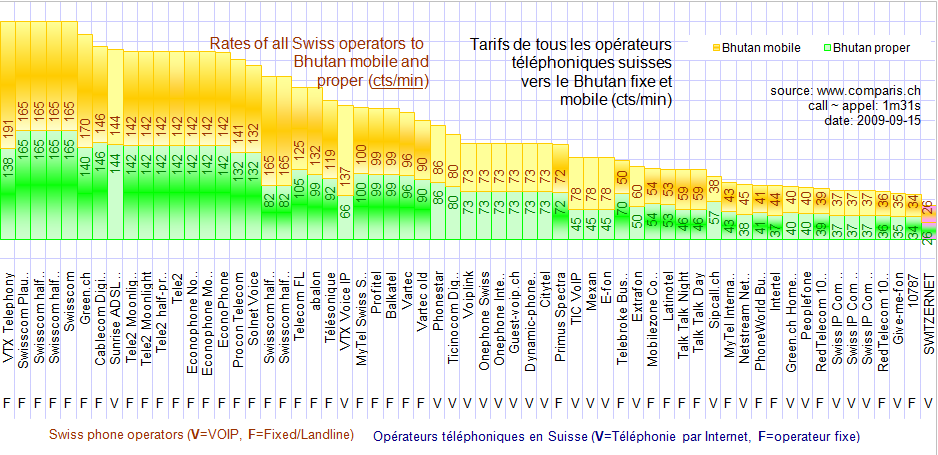 Rates of all Swiss operators to
Bhutan mobile and
proper (cts/min)
Tarifs de tous les opérateurs
téléphoniques suisses
vers le Bhutan fixe et
mobile (cts/min)
Bhutan mobile
Bhutan proper
source: www.comparis.ch
call ~ appel: 1m31s
date: 2009-09-15
191 165 165 165 165 170 146 144 142 142 142 142 142 142 142 141 132 165 165 125 132 119 137 100 99 99 96 90 86 80 73 73 73 73 73 73 72 78 78 78 50 60 54 53 59 59 38 43 45 41 44 40 40 39 37 37 37 36 35 34 26
138 165 165 165 165 140 146 144 142 142 142 142 142 142 142 132 132 82 82 105 99 92 66 100 99 99 96 90 86 80 73 73 73 73 73 73 72 45 45 45 70 50 54 53 46 46 57 43 38 41 37 40 40 39 37 37 37 36 35 34 26
VTX Telephony
Swisscom Plau...
Swisscom half...
Swisscom half...
Swisscom
Green.ch
Cablecom Digi...
Sunrise ADSL...
Tele2 Moonlig...
Tele2 Moonlight
Tele2 half-pr...
Tele2
Econophone No...
Econophone Mo...
EconoPhone
Procon Telecom
Solnet Voice
Swisscom half...
Swisscom half...
Telecom FL
abalon
Télésonique
VTX Voice IP
MyTel Swiss S...
Profitel
Balkatel
Vartec
Vartec old
Phonestar
Ticinocom Dig...
Voiplink
Onephone Swiss
Onephone Inte...
Guest-voip.ch
Dynamic-phone...
Citytel
Primus Spectra
TIC VoIP
Mexan
E-fon
Telebroke Bus...
Extrafon
Mobilezone Co...
Latinotel
Talk Talk Night
Talk Talk Day
Sipcall.ch
MyTel Interna...
Netstream Bus...
PhoneWorld Bu...
Intertel
Green.ch Home...
Peoplefone
RedTelecom 10...
Swiss IP Com ...
Swiss IP Com ...
Swiss IP Com ...
RedTelecom 10...
Give-me-fon
10787
SWITZERNET
F F F F F F F V F F F F F F F F F F F F F F V F F F F F V V V V V V V V F V V V F V F F F F V F V F F V V F V V V F V F V
Swiss phone operators (V=VOIP, F=Fixed/Landline)
Opérateurs téléphoniques en Suisse (V=Téléphonie par Internet, F=operateur fixe)